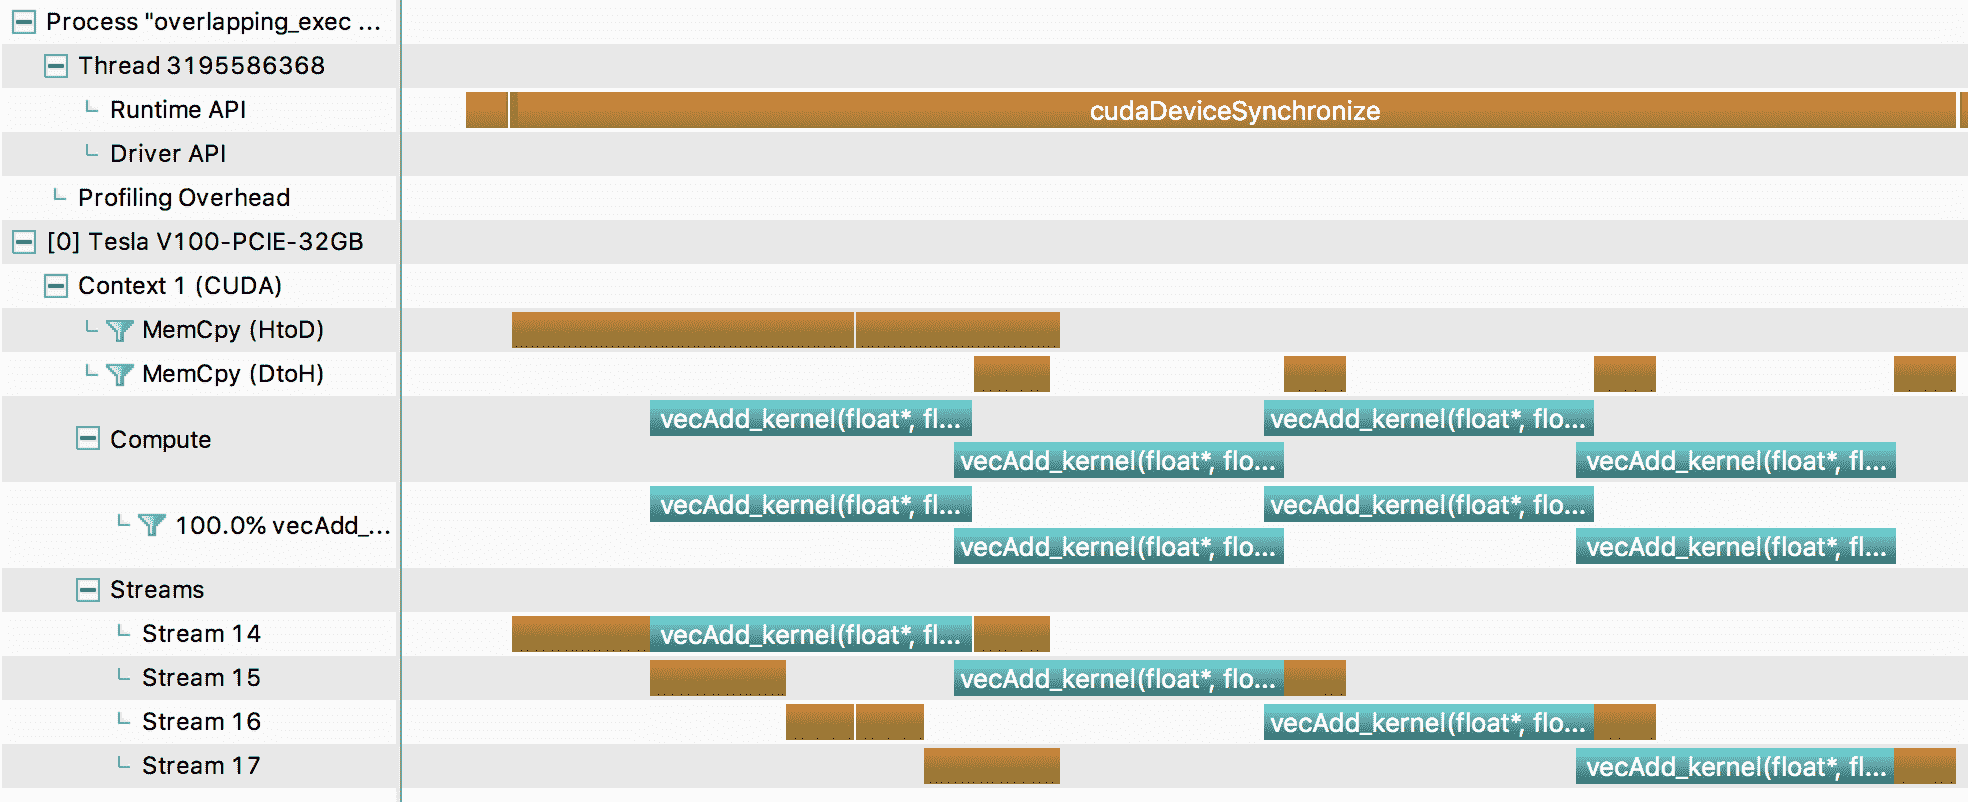 Process "overlapping_exec ...
Thread 3195586368
Runtime API
cudaDeviceSynchronize
Driver API
Profiling Overhead
[0] Tesla V100-PCIE-32GB
Context 1 (CUDA)
MemCpy (HtoD)
MemCpy (DtoH)
Compute
vecAdd_kernel(float*, fl... vecAdd_kernel(float*, flo...
vecAdd_kernel(float*, flo... vecAdd_kernel(float*, fl...
100.0% vecAdd_...
vecAdd_kernel(float*, fl... vecAdd_kernel(float*, flo...
vecAdd_kernel(float*, flo... vecAdd_kernel(float*, fl...
Streams
Stream 14 vecAdd_kernel(float*, fl...
Stream 15 vecAdd_kernel(float*, flo...
Stream 16 vecAdd_kernel(float*, flo...
Stream 17 vecAdd_kernel(float*, fl...